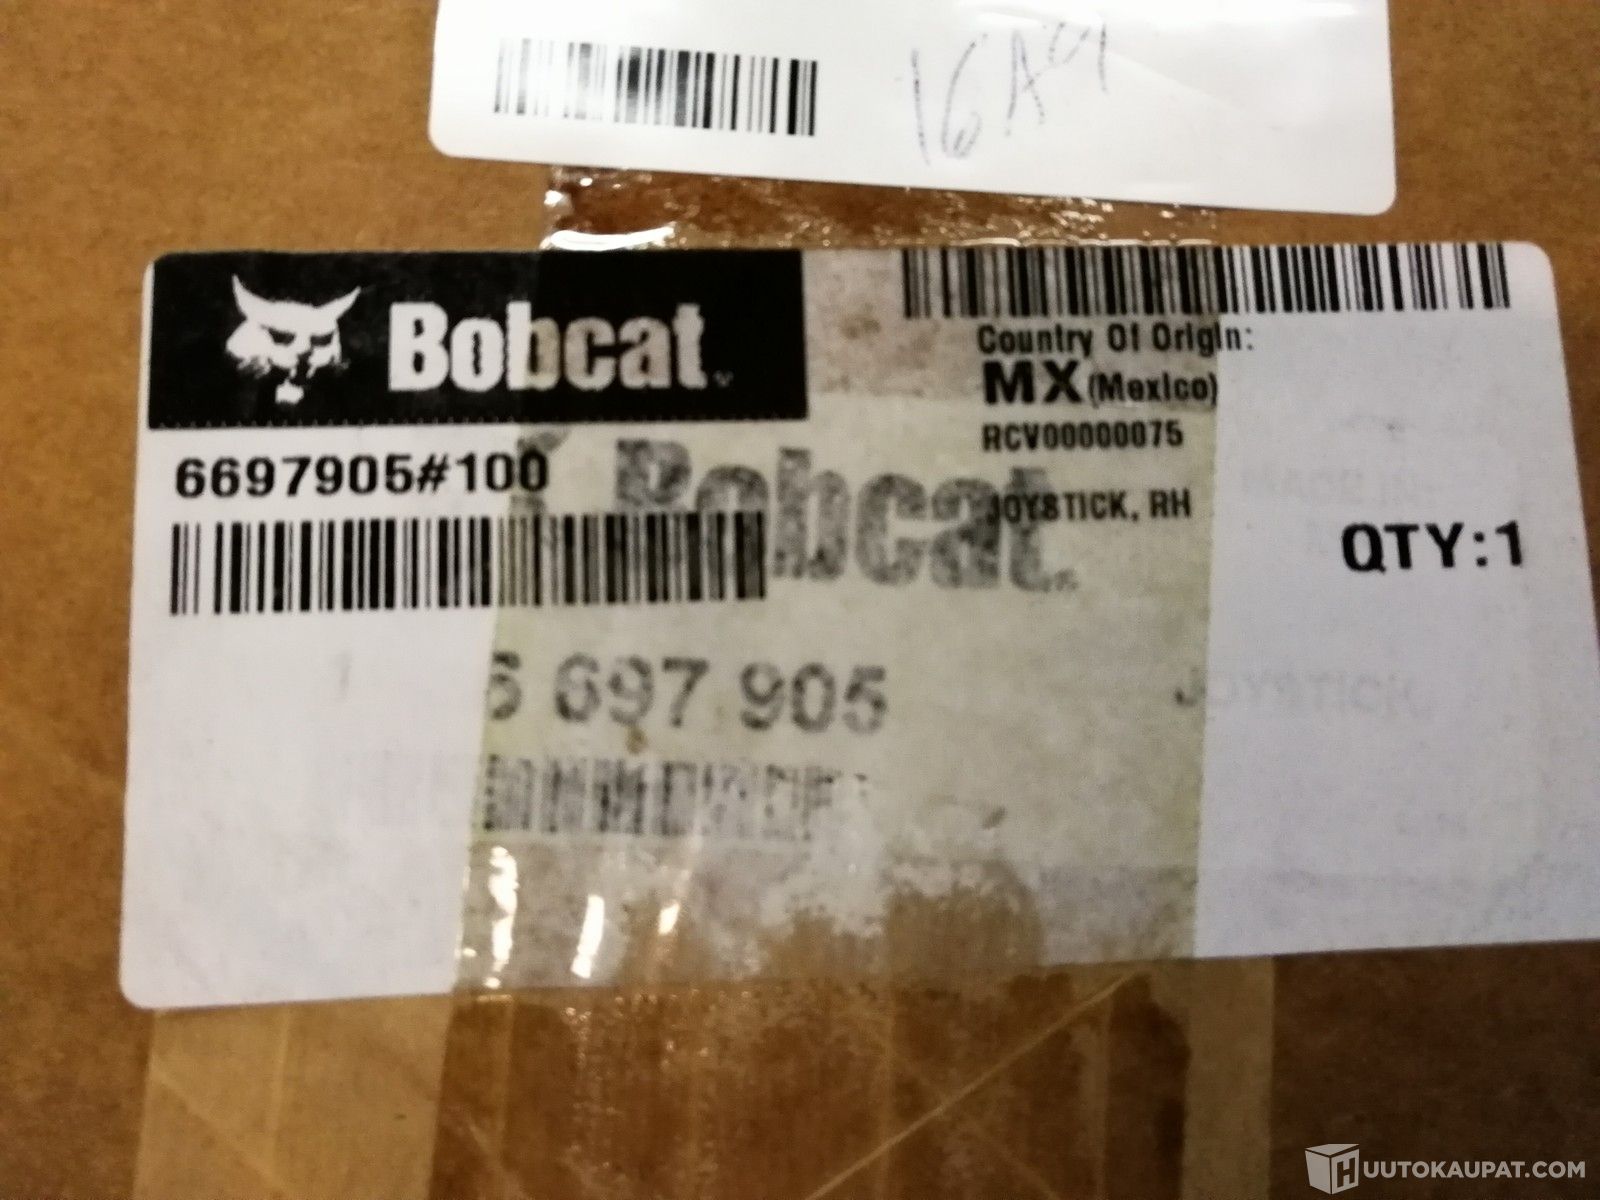 16A
Bobcat
Country Of Origin:
MX (Mexico)
RCV00000075
6697905#100
Bobcat
JOYSTICK, RH
QTY:1
6 697 905
JOYSTICK
HUUTOKAUPAT.COM